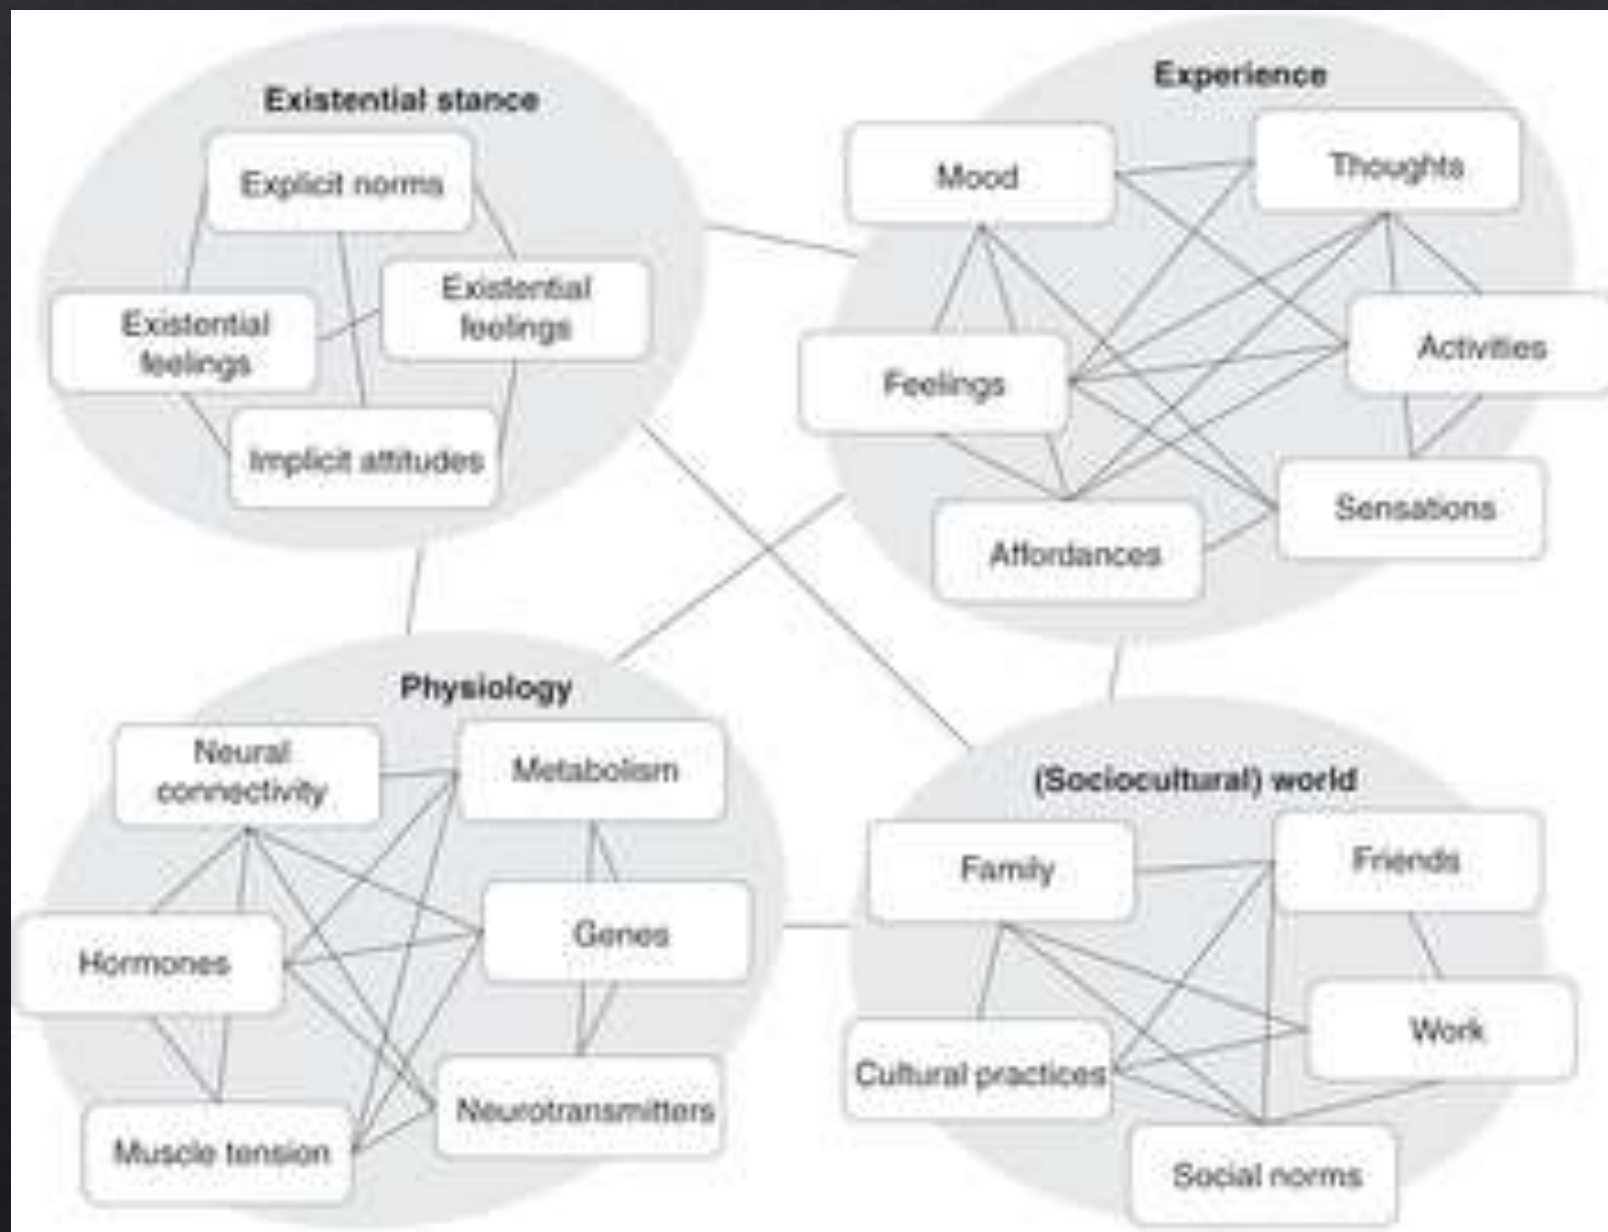 Existential stance
Explicit norms
Existential
feelings
Existential
feelings
Implicit attitudes
Experience
Mood
Thoughts
Feelings
Activities
Affordances
Sensations
Physiology
Neural
connectivity
Metabolism
Hormones
Genes
Muscle tension
Neurotransmitters
(Sociocultural) world
Family
Friends
Cultural practices
Work
Social norms